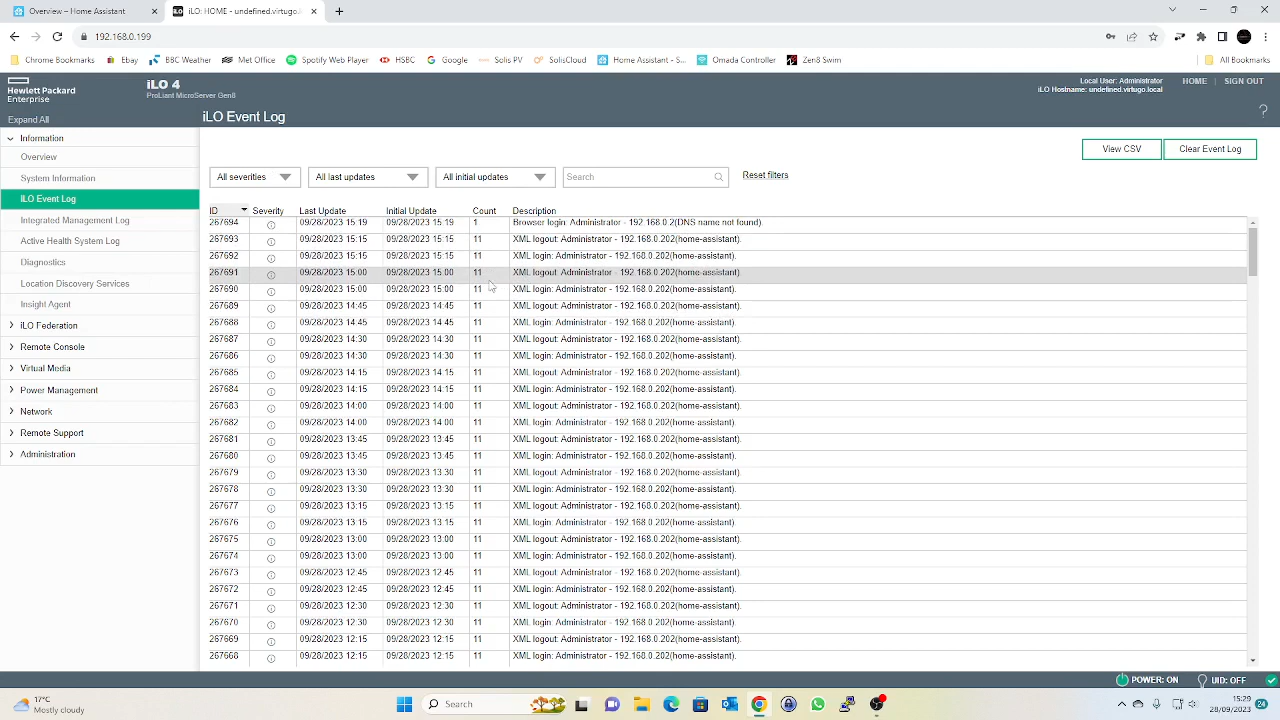 Overview – Home Assistant
iLO: HOME - undefined.virtugo.
192.168.0.199
Chrome Bookmar
Ebay
BBC Weather
Met Office
Spotify Web Player
HSBC
Google
Solis PV
SolisCloud
Home Assistant - S...
Omada Controller
Zen8 Swim
All Bookmarks
Hewlett Packard
Enterprise
iLO 4
ProLiant MicroServer Gen8
Local User: Administrator
iLO Hostname: undefined.virtugo.local
HOME
SIGN OUT
Expand All
iLO Event Log
?
Information
Overview
System Information
iLO Event Log
Integrated Management Log
Active Health System Log
Diagnostics
Location Discovery Services
Insight Agent
iLO Federation
Remote Console
Virtual Media
Power Management
Network
Remote Support
Administration
View CSV
Clear Event Log
All severities
All last updates
All initial updates
Search
Reset filters
ID Severity Last Update Initial Update Count Description
267694 09/28/2023 15:19 09/28/2023 15:19 1 Browser login: Administrator - 192.168.0.2(DNS name not found).
267693 09/28/2023 15:15 09/28/2023 15:15 11 XML logout: Administrator - 192.168.0.202(home-assistant).
267692 09/28/2023 15:15 09/28/2023 15:15 11 XML login: Administrator - 192.168.0.202(home-assistant).
267691 09/28/2023 15:00 09/28/2023 15:00 11 XML logout: Administrator - 192.168.0.202(home-assistant).
267690 09/28/2023 15:00 09/28/2023 15:00 11 XML login: Administrator - 192.168.0.202(home-assistant).
267689 09/28/2023 14:45 09/28/2023 14:45 11 XML logout: Administrator - 192.168.0.202(home-assistant).
267688 09/28/2023 14:45 09/28/2023 14:45 11 XML login: Administrator - 192.168.0.202(home-assistant).
267687 09/28/2023 14:30 09/28/2023 14:30 11 XML logout: Administrator - 192.168.0.202(home-assistant).
267686 09/28/2023 14:30 09/28/2023 14:30 11 XML login: Administrator - 192.168.0.202(home-assistant).
267685 09/28/2023 14:15 09/28/2023 14:15 11 XML logout: Administrator - 192.168.0.202(home-assistant).
267684 09/28/2023 14:15 09/28/2023 14:15 11 XML login: Administrator - 192.168.0.202(home-assistant).
267683 09/28/2023 14:00 09/28/2023 14:00 11 XML logout: Administrator - 192.168.0.202(home-assistant).
267682 09/28/2023 14:00 09/28/2023 14:00 11 XML login: Administrator - 192.168.0.202(home-assistant).
267681 09/28/2023 13:45 09/28/2023 13:45 11 XML logout: Administrator - 192.168.0.202(home-assistant).
267680 09/28/2023 13:45 09/28/2023 13:45 11 XML login: Administrator - 192.168.0.202(home-assistant).
267679 09/28/2023 13:30 09/28/2023 13:30 11 XML logout: Administrator - 192.168.0.202(home-assistant).
267678 09/28/2023 13:30 09/28/2023 13:30 11 XML login: Administrator - 192.168.0.202(home-assistant).
267677 09/28/2023 13:15 09/28/2023 13:15 11 XML logout: Administrator - 192.168.0.202(home-assistant).
267676 09/28/2023 13:15 09/28/2023 13:15 11 XML login: Administrator - 192.168.0.202(home-assistant).
267675 09/28/2023 13:00 09/28/2023 13:00 11 XML logout: Administrator - 192.168.0.202(home-assistant).
267674 09/28/2023 13:00 09/28/2023 13:00 11 XML login: Administrator - 192.168.0.202(home-assistant).
267673 09/28/2023 12:45 09/28/2023 12:45 11 XML logout: Administrator - 192.168.0.202(home-assistant).
267672 09/28/2023 12:45 09/28/2023 12:45 11 XML login: Administrator - 192.168.0.202(home-assistant).
267671 09/28/2023 12:30 09/28/2023 12:30 11 XML logout: Administrator - 192.168.0.202(home-assistant).
267670 09/28/2023 12:30 09/28/2023 12:30 11 XML login: Administrator - 192.168.0.202(home-assistant).
267669 09/28/2023 12:15 09/28/2023 12:15 11 XML logout: Administrator - 192.168.0.202(home-assistant).
267668 09/28/2023 12:15 09/28/2023 12:15 11 XML login: Administrator - 192.168.0.202(home-assistant).
POWER: ON
UID: OFF
17°C
Mostly cloudy
Search
15:29
28/09/2023